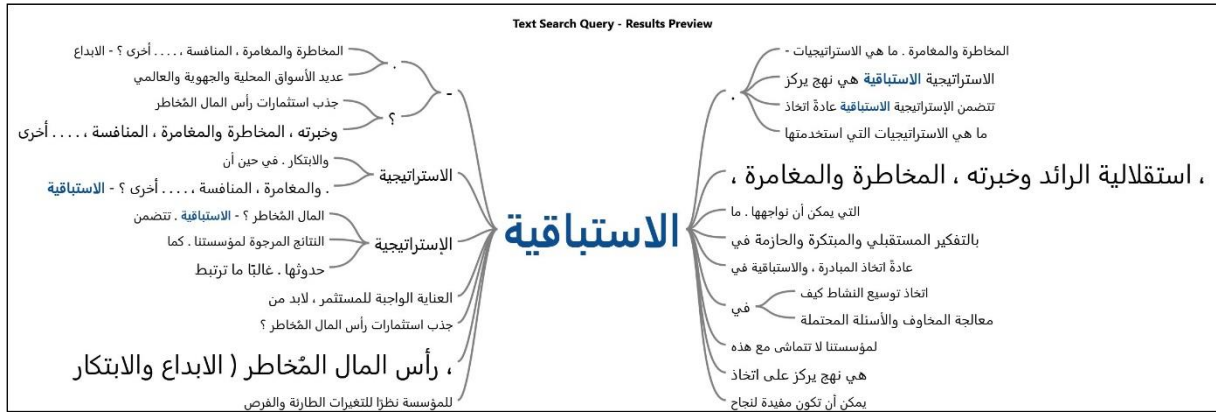 Text Search Query - Results Preview
المخاطرة والمغامرة . ما هي الاستراتيجيات -
الاستراتيجية الاستباقية هي نهج يركز
تتضمن الإستراتيجية الاستباقية عادةً اتخاذ
ما هي الاستراتيجيات التي استخدمتها
.
، استقلالية الرائد وخبرته ، المخاطرة والمغامرة ،
التي يمكن أن نواجهها . ما
بالتفكير المستقبلي والمبتكرة والحازمة في
عادةً اتخاذ المبادرة ، والاستباقية في
اتخاذ توسيع النشاط كيف
معالجة المخاوف والأسئلة المحتملة
في
لمؤسستنا لا تتماشى مع هذه
هي نهج يركز على اتخاذ
يمكن أن تكون مفيدة لنجاح
الاستباقية
المخاطرة والمغامرة ، المنافسة ، . . . . أخرى ؟ - الابداع
عديد الأسواق المحلية والجهوية والعالمي
.
جذب استثمارات رأس المال المُخاطر
وخبرته ، المخاطرة والمغامرة ، المنافسة ، . . . . أخرى
؟
-
والابتكار . في حين أن
. والمغامرة ، المنافسة ، . . . . أخرى ؟ - الاستباقية
الاستراتيجية
المال المُخاطر ؟ - الاستباقية . تتضمن
النتائج المرجوة لمؤسستنا . كما
حدوثها . غالبًا ما ترتبط
الإستراتيجية
العناية الواجبة للمستثمر ، لابد من
جذب استثمارات رأس المال المُخاطر ؟
، رأس المال المُخاطر ( الابداع والابتكار
للمؤسسة نظرًا للتغيرات الطارئة والفرص